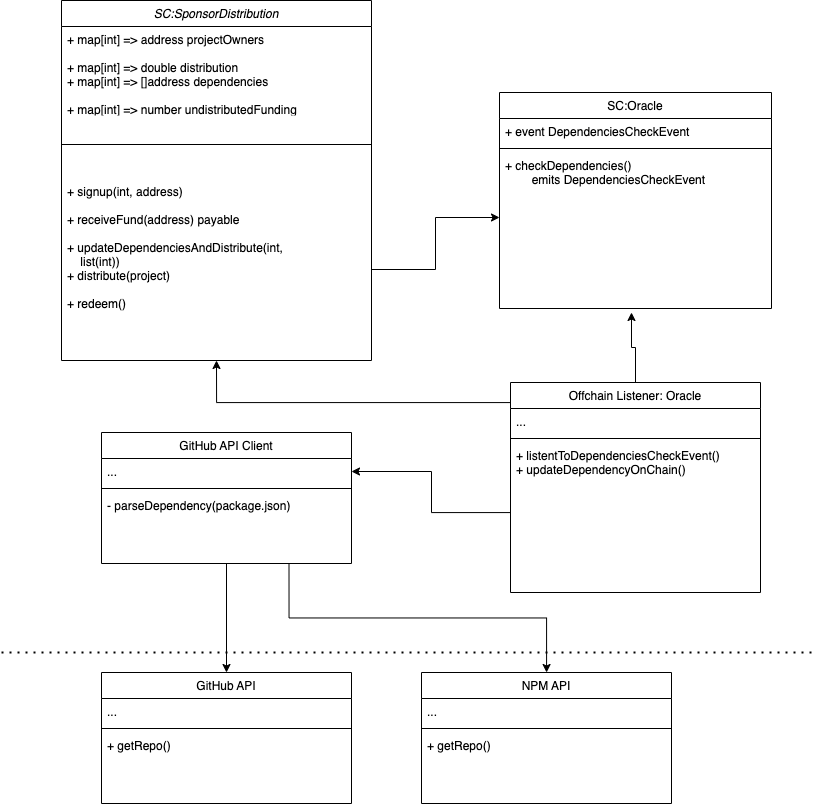 SC:SponsorDistribution
+ map[int] => address projectOwners
+ map[int] => double distribution
+ map[int] => []address dependencies
+ map[int] => number undistributedFunding
+ signup(int, address)
+ receiveFund(address) payable
+ updateDependenciesAndDistribute(int,
list(int))
+ distribute(project)
+ redeem()
SC:Oracle
+ event DependenciesCheckEvent
+ checkDependencies()
emits DependenciesCheckEvent
Offchain Listener: Oracle
...
+ listentToDependenciesCheckEvent()
+ updateDependencyOnChain()
GitHub API Client
...
- parseDependency(package.json)
GitHub API
...
+ getRepo()
NPM API
...
+ getRepo()